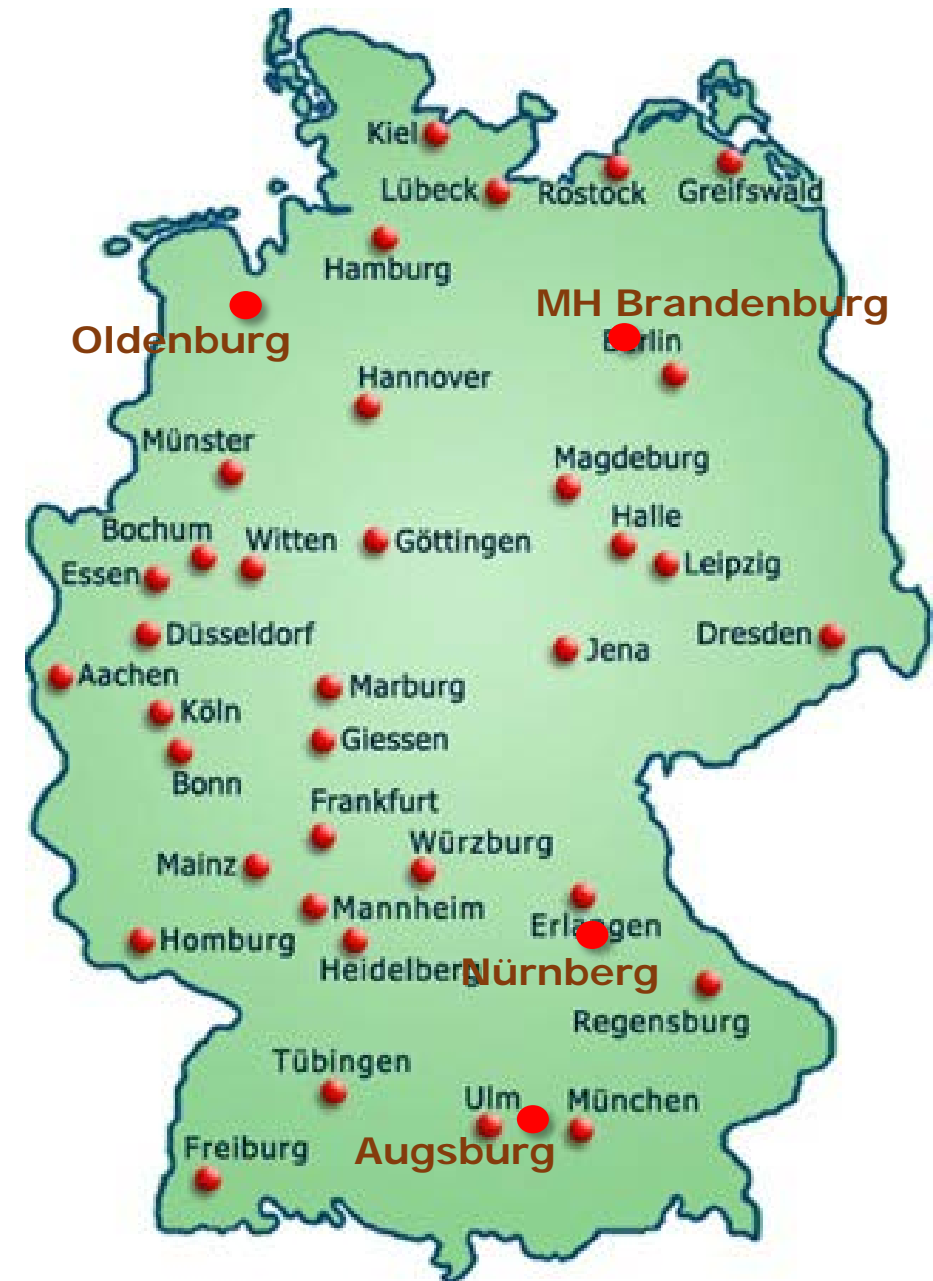 Kiel
Lübeck
Rostock
Greifswald
Hamburg
MH Brandenburg
Oldenburg
Berlin
Hannover
Münster
Magdeburg
Halle
Bochum
Witten
Göttingen
Essen
Leipzig
Düsseldorf
Jena
Dresden
Aachen
Marburg
Köln
Giessen
Bonn
Frankfurt
Würzburg
Mainz
Mannheim
Erlangen
Homburg
Heidelberg
Nürnberg
Regensburg
Tübingen
Ulm
München
Freiburg
Augsburg